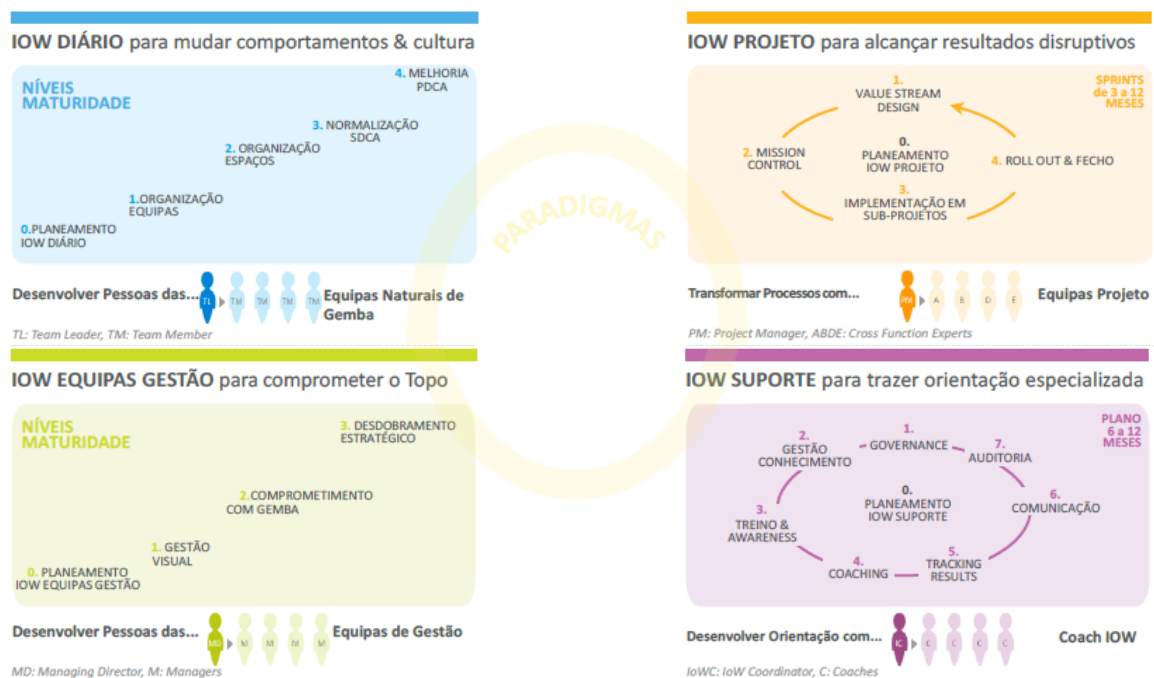 IOW DIÁRIO para mudar comportamentos & cultura
NÍVEIS
MATURIDADE
4. MELHORIA
PDCA
3. NORMALIZAÇÃO
SDCA
2. ORGANIZAÇÃO
ESPAÇOS
1.ORGANIZAÇÃO
EQUIPAS
0.PLANEAMENTO
IOW DIÁRIO
Desenvolver Pessoas das...
TL TM TM TM TM
Equipas Naturais de
Gemba
TL: Team Leader, TM: Team Member
IOW PROJETO para alcançar resultados disruptivos
SPRINTS
de 3 a 12
MESES
1.
VALUE STREAM
DESIGN
2. MISSION
CONTROL
0.
PLANEAMENTO
IOW PROJETO
4. ROLL OUT & FECHO
3.
IMPLEMENTAÇÃO EM
SUB-PROJETOS
Transformar Processos com...
PM A B D E
Equipas Projeto
PM: Project Manager, ABDE: Cross Function Experts
PARADIGMAS
IOW EQUIPAS GESTÃO para comprometer o Topo
NÍVEIS
MATURIDADE
3. DESDOBRAMENTO
ESTRATÉGICO
2.COMPROMETIMENTO
COM GEMBA
1. GESTÃO
VISUAL
0. PLANEAMENTO
IOW EQUIPAS GESTÃO
Desenvolver Pessoas das...
MD M M M M
Equipas de Gestão
MD: Managing Director, M: Managers
IOW SUPORTE para trazer orientação especializada
PLANO
6 a 12
MESES
1.
GOVERNANCE
2.
GESTÃO
CONHECIMENTO
7.
AUDITORIA
0.
PLANEAMENTO
IOW SUPORTE
6.
COMUNICAÇÃO
3.
TREINO &
AWARENESS
5.
TRACKING
RESULTS
4.
COACHING
Desenvolver Orientação com...
IC C C C C
Coach IOW
IoWC: IoW Coordinator, C: Coaches